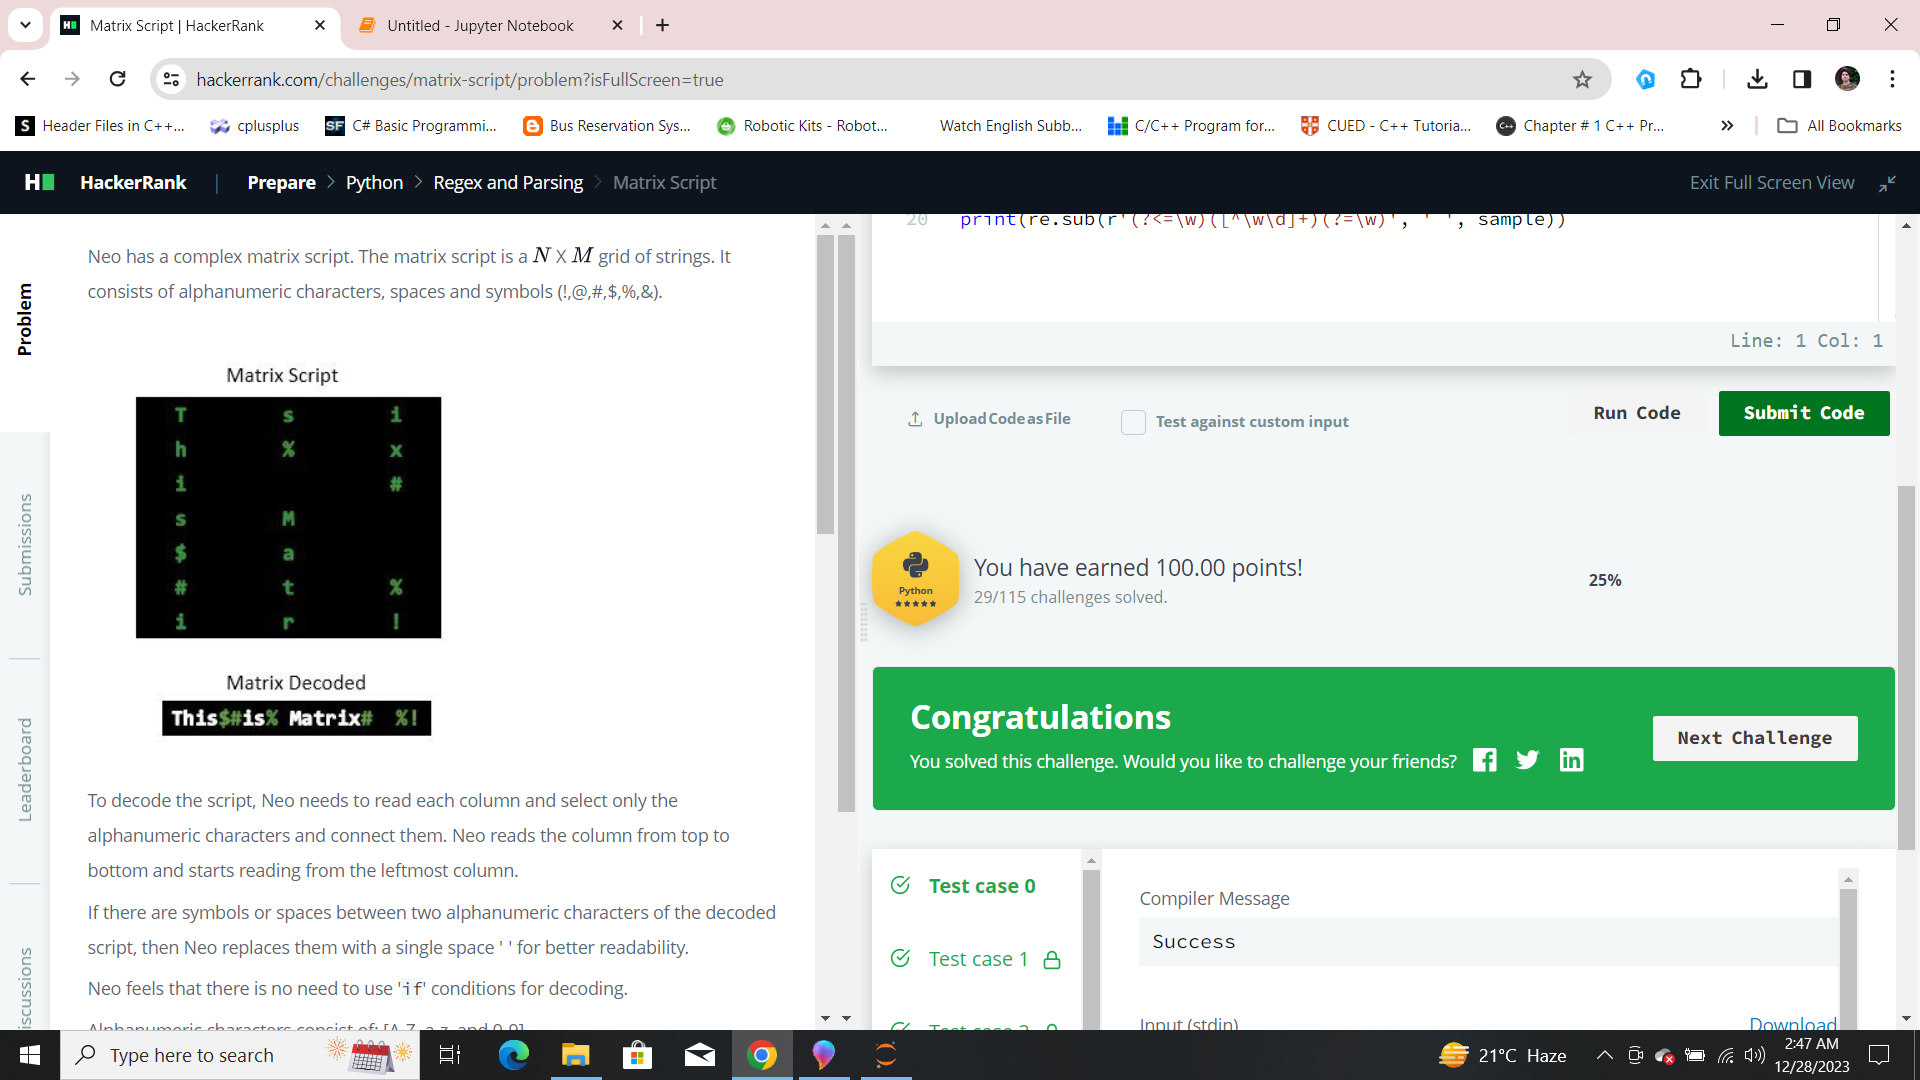 Matrix Script | HackerRank
Untitled - Jupyter Notebook
hackerrank.com/challenges/matrix-script/problem?isFullScreen=true
Header Files in C++...
cplusplus
C# Basic Programmi...
Bus Reservation Sys...
Robotic Kits - Robot...
Watch English Subb...
C/C++ Program for...
CUED - C++ Tutoria...
Chapter # 1 C++ Pr...
All Bookmarks
HackerRank
Prepare > Python > Regex and Parsing > Matrix Script
Exit Full Screen View
Problem
Submissions
Leaderboard
Neo has a complex matrix script. The matrix script is a N X M grid of strings. It
consists of alphanumeric characters, spaces and symbols (!,@,#,$,%,&).
Matrix Script
T s i
h % x
i #
s M
$ a
# t %
i r !
Matrix Decoded
This$#is% Matrix#  %!
To decode the script, Neo needs to read each column and select only the
alphanumeric characters and connect them. Neo reads the column from top to
bottom and starts reading from the leftmost column.
If there are symbols or spaces between two alphanumeric characters of the decoded
script, then Neo replaces them with a single space ' ' for better readability.
Neo feels that there is no need to use 'if' conditions for decoding.
Alphanumeric characters consist of: [A-Z, a-z, and 0-9].
20 print(re.sub(r'(?<=\w)([^\w\d]+)(?=\w)', ' ', sample))
Line: 1 Col: 1
Upload Code as File
Test against custom input
Run Code
Submit Code
Python
You have earned 100.00 points!
29/115 challenges solved.
25%
Congratulations
You solved this challenge. Would you like to challenge your friends?
Next Challenge
Test case 0
Test case 1
Test case 2
Compiler Message
Success
Input (stdin)
Download
Type here to search
21°C Haze
2:47 AM
12/28/2023